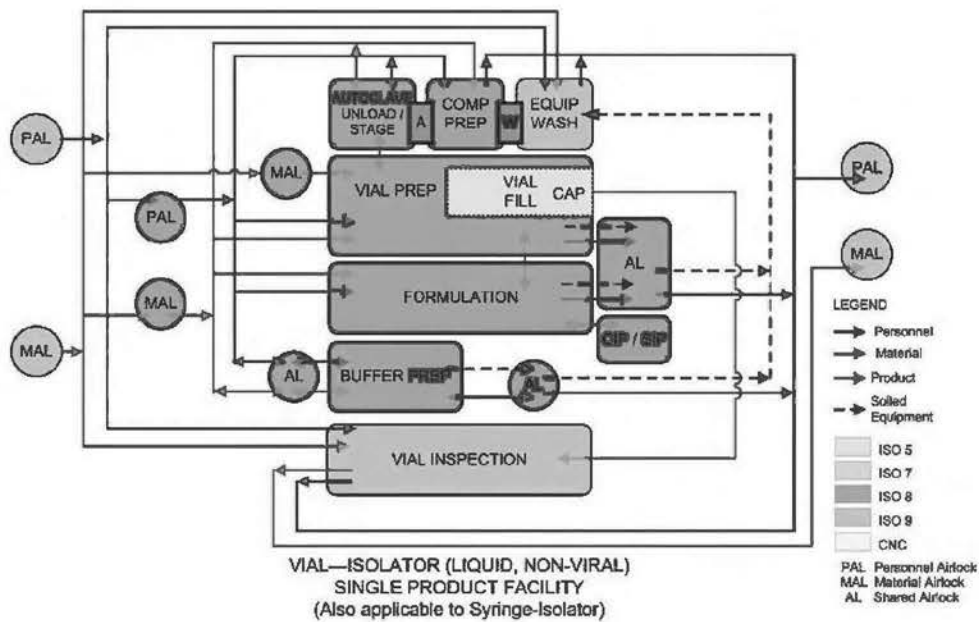 AUTOCLAVE
UNLOAD /
STAGE
A
COMP
PREP
W
EQUIP
WASH
PAL
MAL
VIAL PREP
VIAL
FILL
CAP
PAL
PAL
AL
MAL
MAL
FORMULATION
MAL
CIP / SIP
AL
BUFFER PREP
AL
VIAL INSPECTION
LEGEND
Personnel
Material
Product
Soiled
Equipment
ISO 5
ISO 7
ISO 8
ISO 9
CNC
PAL Personnel Airlock
MAL Material Airlock
AL Shared Airlock
VIAL—ISOLATOR (LIQUID, NON-VIRAL)
SINGLE PRODUCT FACILITY
(Also applicable to Syringe-Isolator)